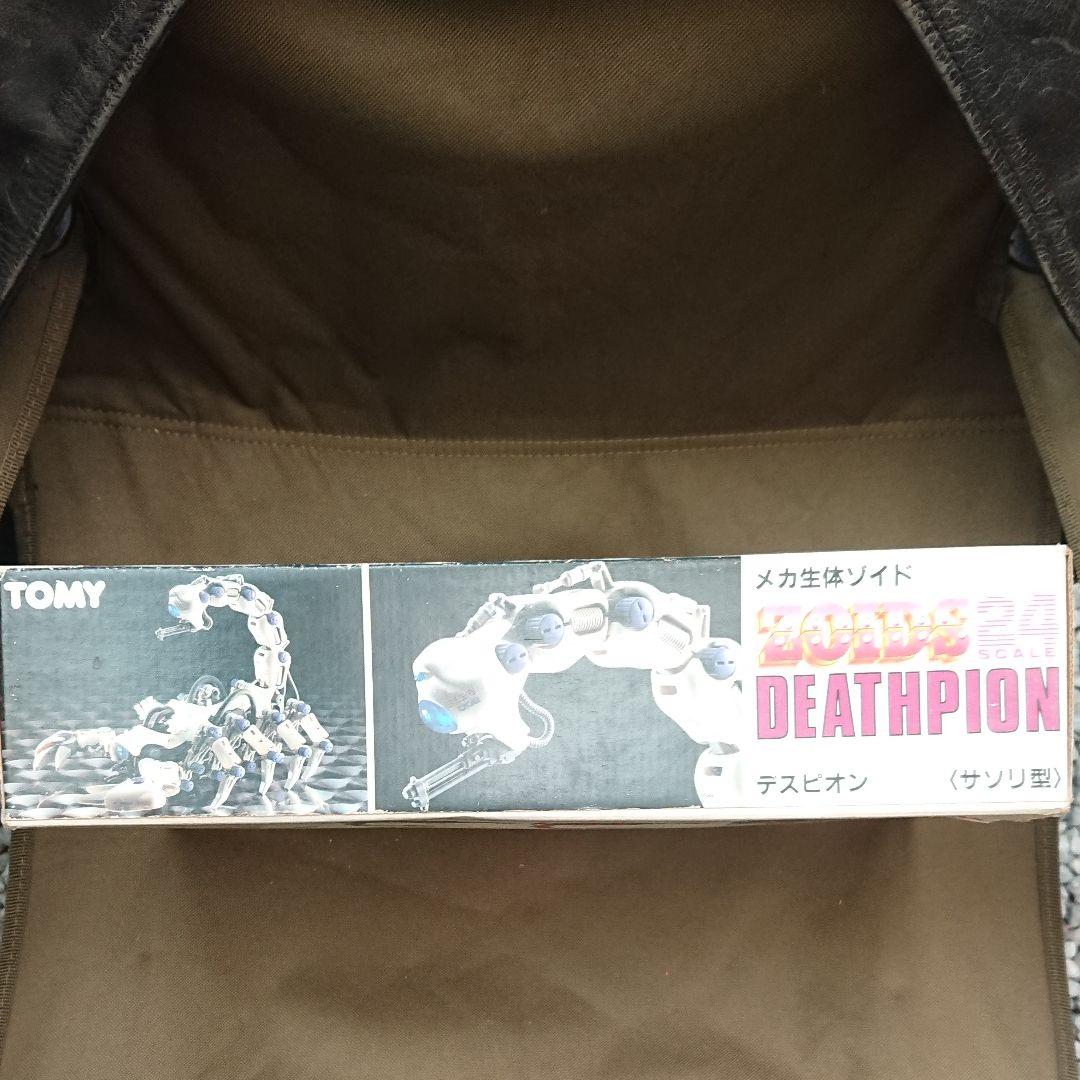 TOMY
メカ生体ゾイド
ZOIDS 24
SCALE
DEATHPION
デスピオン 〈サソリ型〉